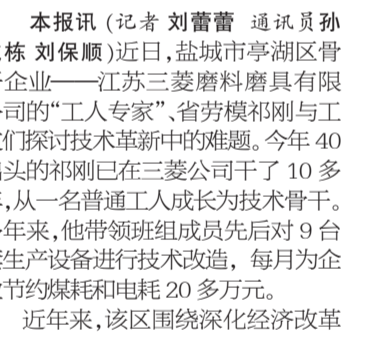 本报讯 (记者 刘蕾蕾 通讯员孙
栋 刘保顺)近日,盐城市亭湖区骨
企业——江苏三菱磨料磨具有限
司的“工人专家”、省劳模祁刚与工
们探讨技术革新中的难题。今年 40
头的祁刚已在三菱公司干了 10 多
,从一名普通工人成长为技术骨干。
年来,他带领班组成员先后对 9 台
生产设备进行技术改造，每月为企
节约煤耗和电耗 20 多万元。
近年来,该区围绕深化经济改革